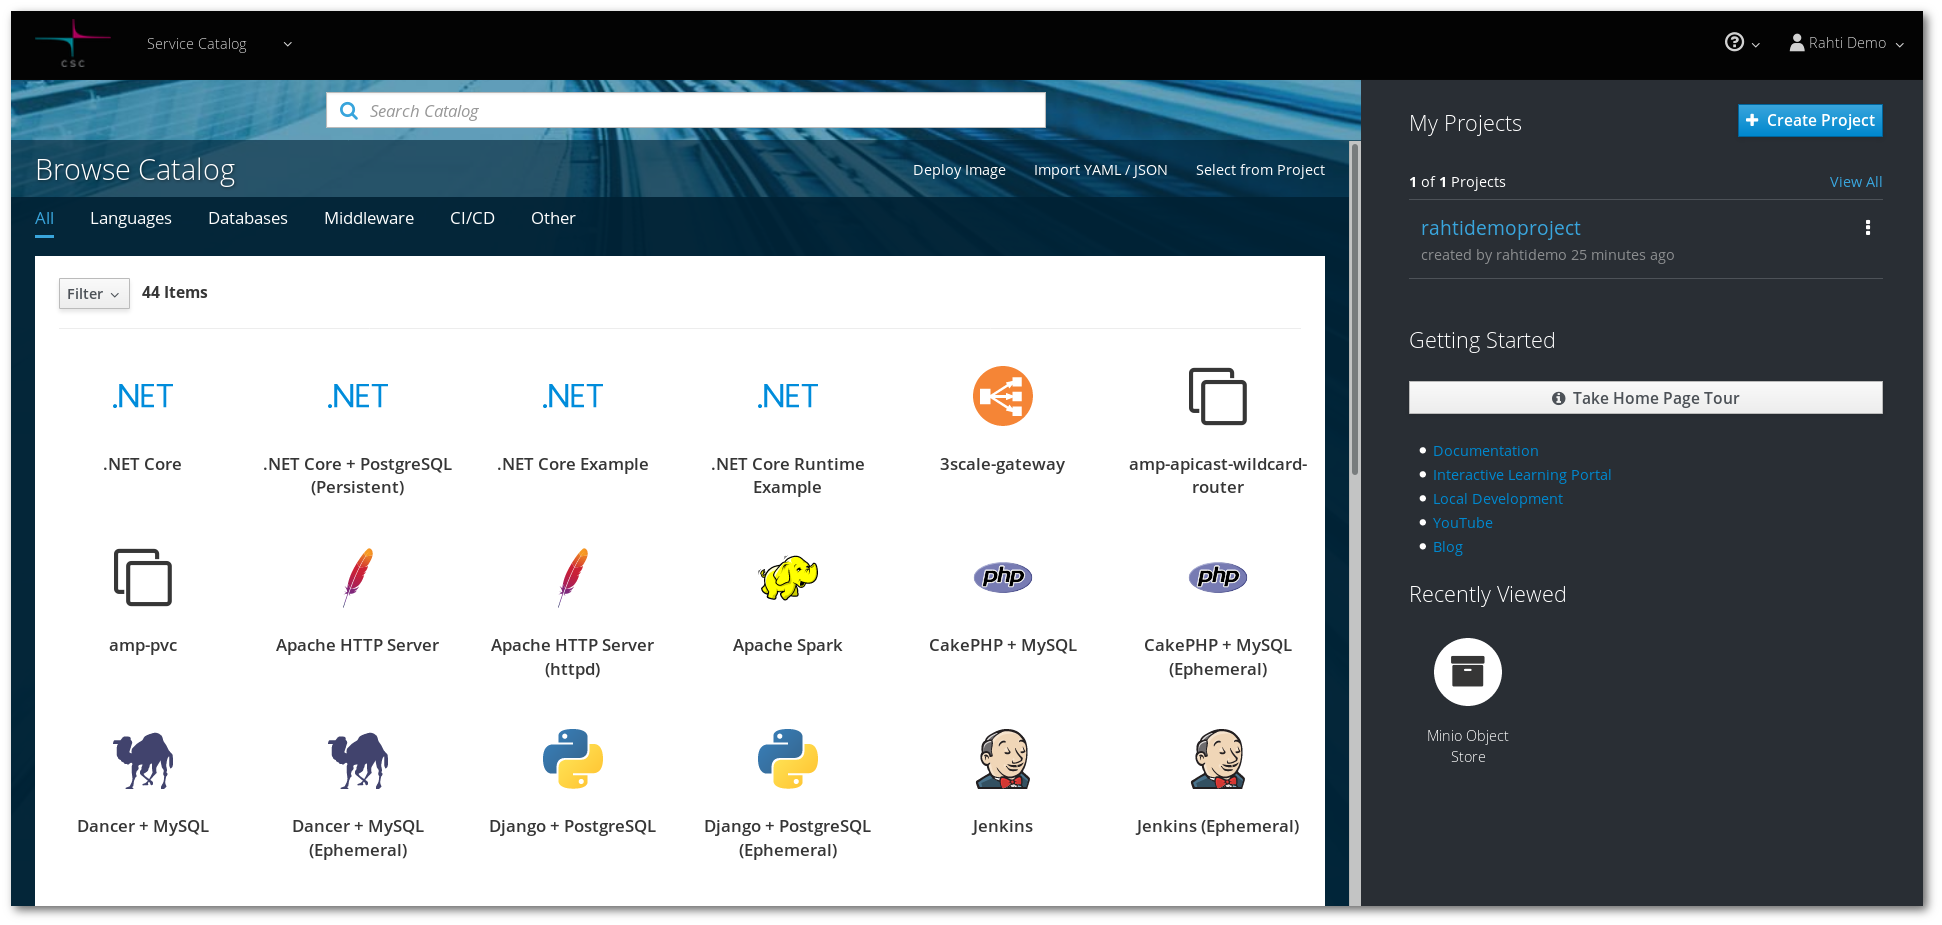 csc
Service Catalog
Rahti Demo
Search Catalog
Browse Catalog
Deploy Image
Import YAML / JSON
Select from Project
All
Languages
Databases
Middleware
CI/CD
Other
Filter
44 Items
.NET
.NET
.NET
.NET
.NET Core
.NET Core + PostgreSQL
(Persistent)
.NET Core Example
.NET Core Runtime
Example
3scale-gateway
amp-apicast-wildcard-
router
php
php
amp-pvc
Apache HTTP Server
Apache HTTP Server
(httpd)
Apache Spark
CakePHP + MySQL
CakePHP + MySQL
(Ephemeral)
Dancer + MySQL
Dancer + MySQL
(Ephemeral)
Django + PostgreSQL
Django + PostgreSQL
(Ephemeral)
Jenkins
Jenkins (Ephemeral)
My Projects
Create Project
1 of 1 Projects
View All
rahtidemoproject
created by rahtidemo 25 minutes ago
Getting Started
Take Home Page Tour
Documentation
Interactive Learning Portal
Local Development
YouTube
Blog
Recently Viewed
Minio Object
Store